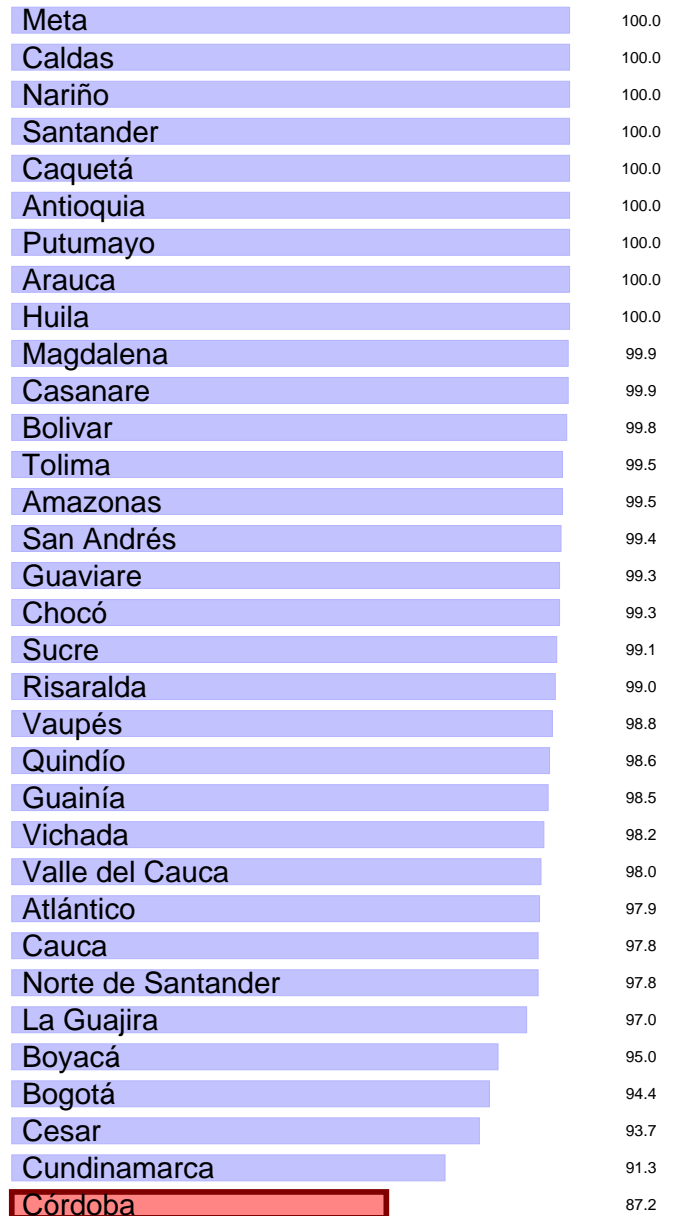 Meta 100.0
Caldas 100.0
Nariño 100.0
Santander 100.0
Caquetá 100.0
Antioquia 100.0
Putumayo 100.0
Arauca 100.0
Huila 100.0
Magdalena 99.9
Casanare 99.9
Bolivar 99.8
Tolima 99.5
Amazonas 99.5
San Andrés 99.4
Guaviare 99.3
Chocó 99.3
Sucre 99.1
Risaralda 99.0
Vaupés 98.8
Quindío 98.6
Guainía 98.5
Vichada 98.2
Valle del Cauca 98.0
Atlántico 97.9
Cauca 97.8
Norte de Santander 97.8
La Guajira 97.0
Boyacá 95.0
Bogotá 94.4
Cesar 93.7
Cundinamarca 91.3
Córdoba 87.2